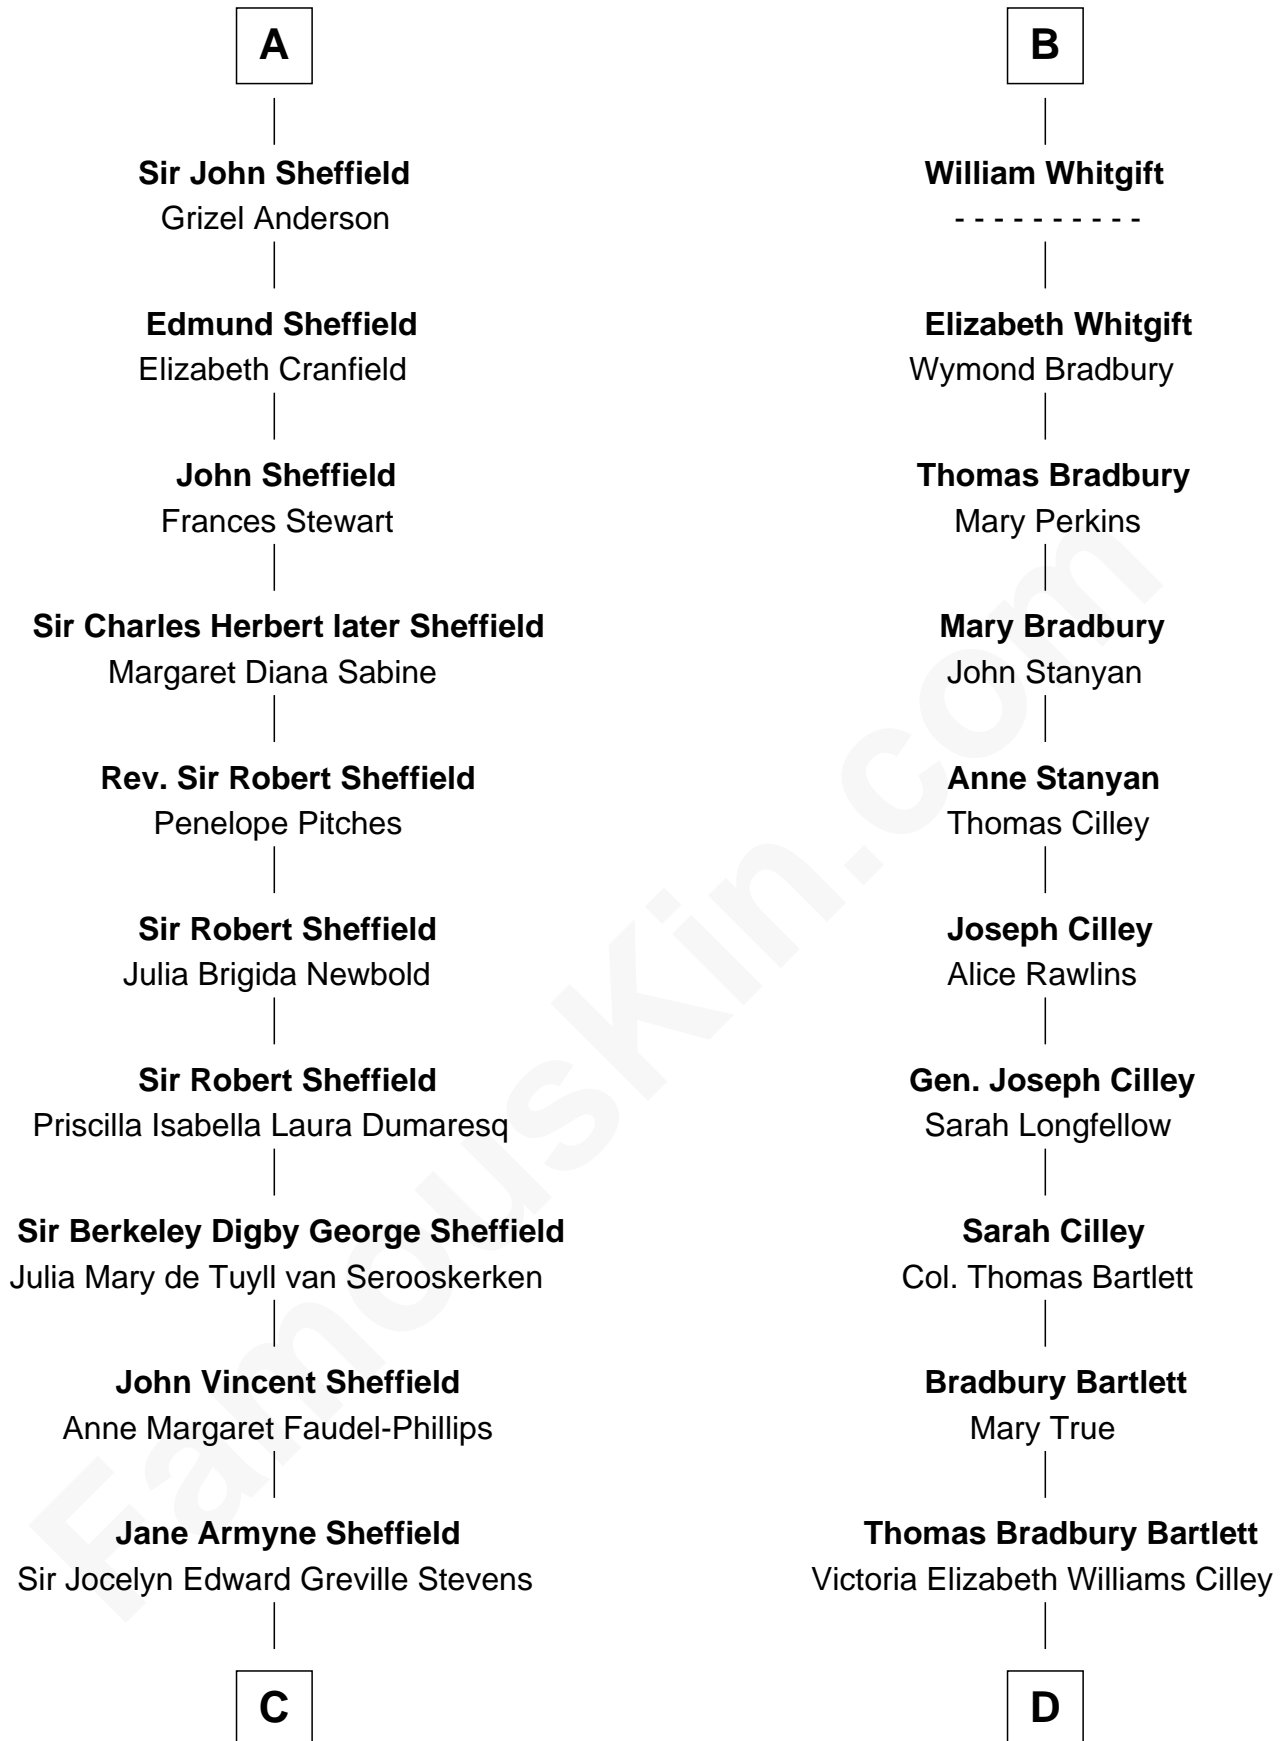 A
Sir John Sheffield
Grizel Anderson
Edmund Sheffield
Elizabeth Cranfield
John Sheffield
Frances Stewart
Sir Charles Herbert later Sheffield
Margaret Diana Sabine
Rev. Sir Robert Sheffield
Penelope Pitches
Sir Robert Sheffield
Julia Brigida Newbold
Sir Robert Sheffield
Priscilla Isabella Laura Dumaresq
Sir Berkeley Digby George Sheffield
Julia Mary de Tuyll van Serooskerken
John Vincent Sheffield
Anne Margaret Faudel-Phillips
Jane Armyne Sheffield
Sir Jocelyn Edward Greville Stevens
C
B
William Whitgift
- - - - - - - - - -
Elizabeth Whitgift
Wymond Bradbury
Thomas Bradbury
Mary Perkins
Mary Bradbury
John Stanyan
Anne Stanyan
Thomas Cilley
Joseph Cilley
Alice Rawlins
Gen. Joseph Cilley
Sarah Longfellow
Sarah Cilley
Col. Thomas Bartlett
Bradbury Bartlett
Mary True
Thomas Bradbury Bartlett
Victoria Elizabeth Williams Cilley
D
FamousKin.com